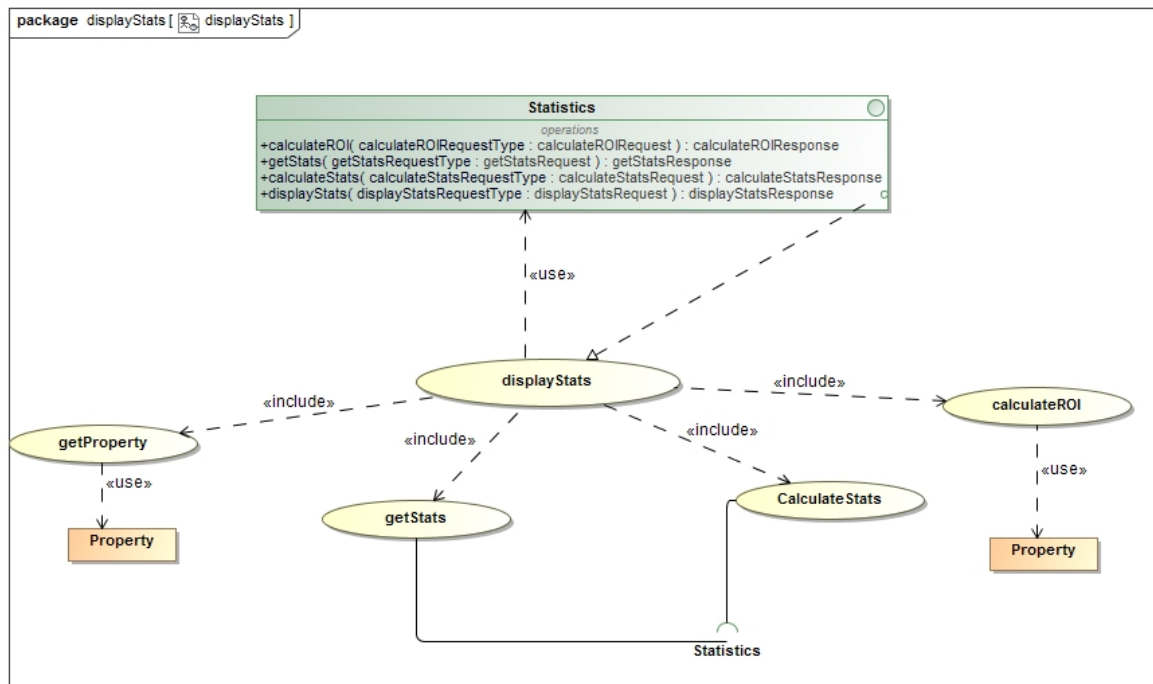 package displayStats [ displayStats ]
Statistics
operations
+calculateROI( calculateROIRequestType : calculateROIRequest ) : calculateROIResponse
+getStats( getStatsRequestType : getStatsRequest ) : getStatsResponse
+calculateStats( calculateStatsRequestType : calculateStatsRequest ) : calculateStatsResponse
+displayStats( displayStatsRequestType : displayStatsRequest ) : displayStatsResponse
«use»
displayStats
«include»
«include»
«include»
«include»
calculateROI
getProperty
«use»
«use»
CalculateStats
getStats
Property
Property
Statistics